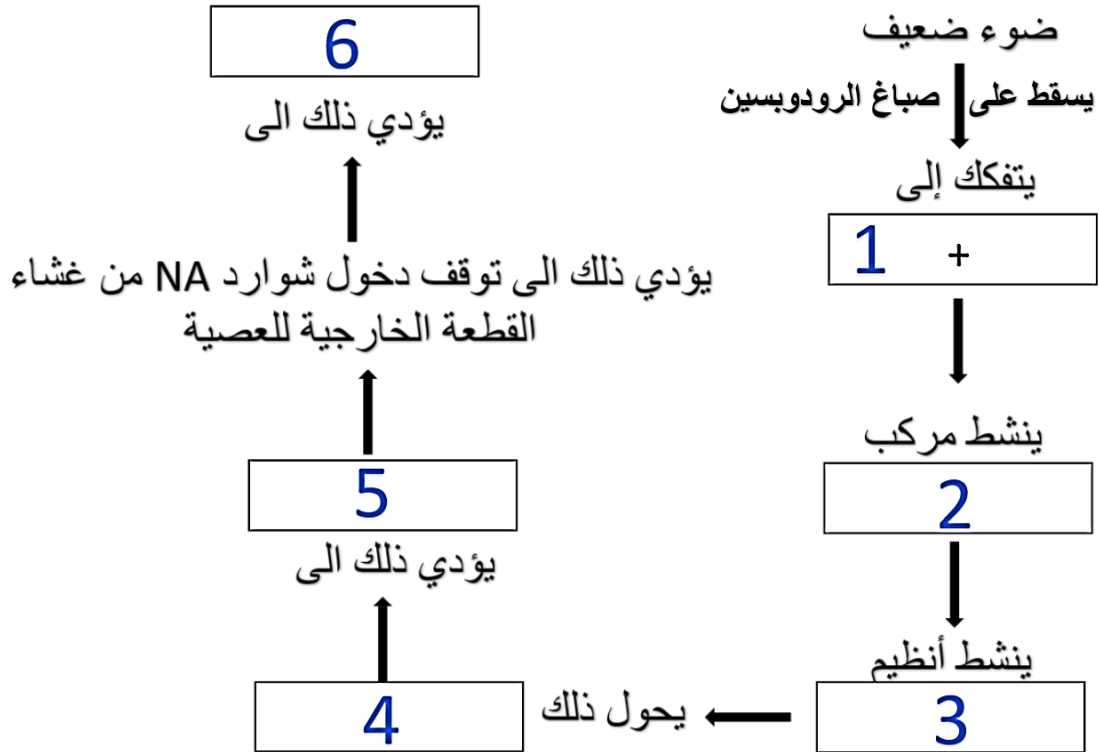 ضوء ضعيف
يسقط على صباغ الرودوبسين
يتفكك إلى
1 +
ينشط مركب
2
ينشط أنظيم
3
يحول ذلك
4
يؤدي ذلك الى
5
يؤدي ذلك الى توقف دخول شوارد NA من غشاء
القطعة الخارجية للعصية
يؤدي ذلك الى
6